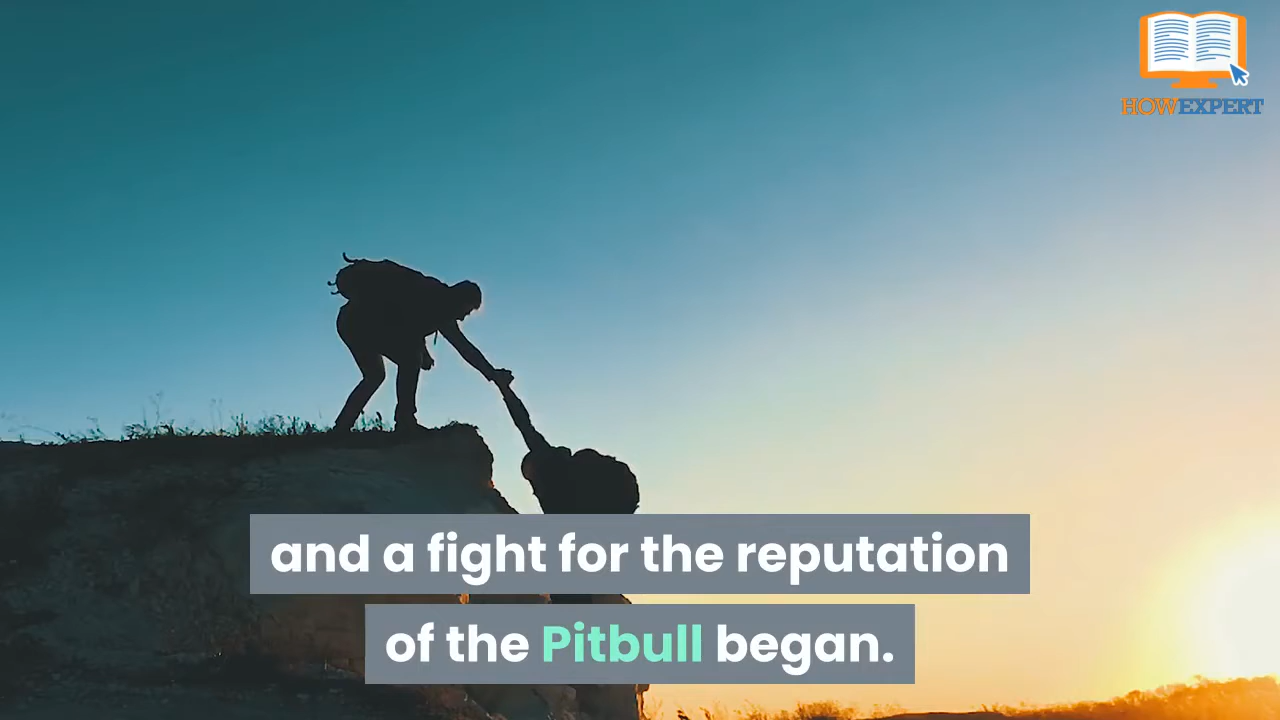 HOWEXPERT
and a fight for the reputation
of the Pitbull began.